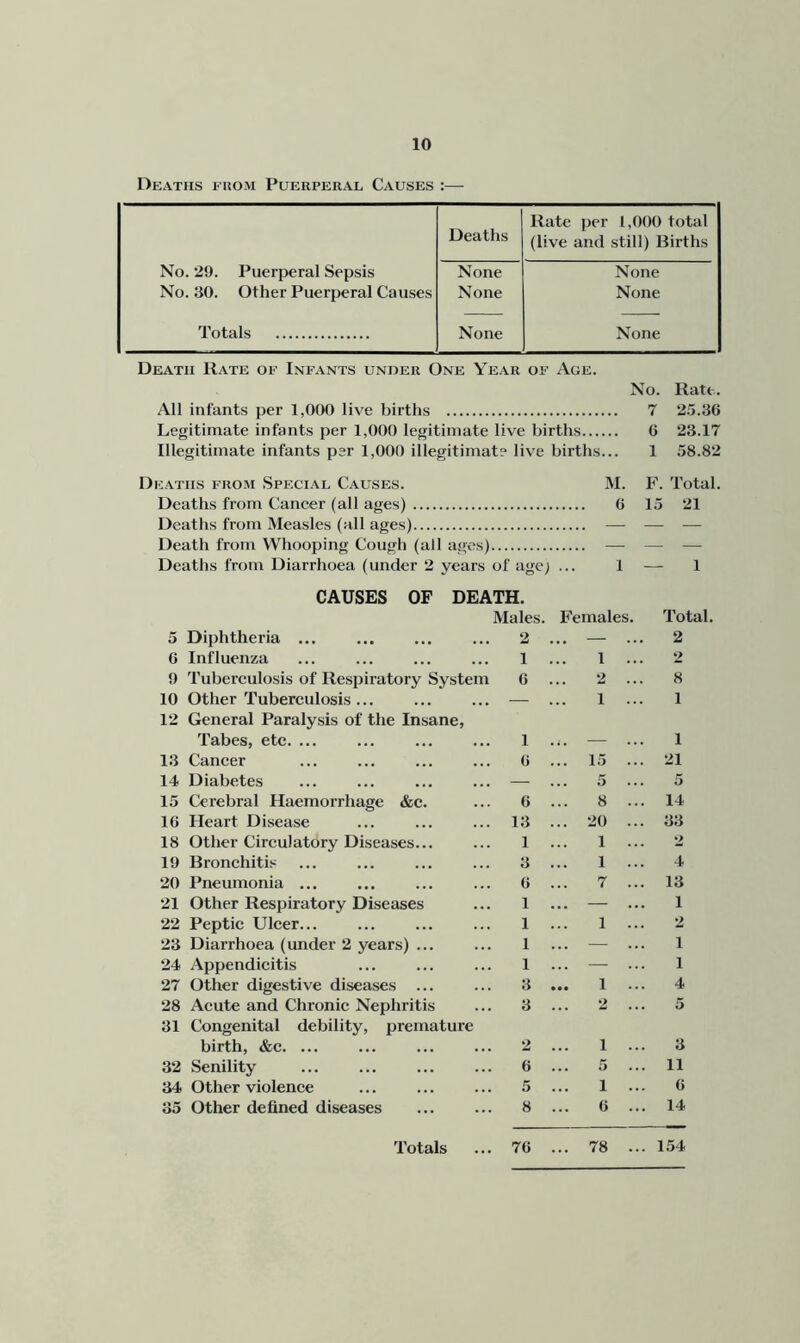 10
Deaths from Puerperal Causes :—
Deaths Rate per 1,000 total (live and still) Births
No. 29. Puerperal Sepsis None None
No. 30. Other Puerperal Causes None None
Totals ................ None None
Death Rate of Infants under One Year of Age.
No. Rate.
All infants per 1,000 live births ............................. 7 25.36
Legitimate infants per 1,000 legitimate live births...... 6 23.17
Illegitimate infants per 1,000 illegitimate live births... 1 58.82
Deaths from Special Causes. M. F. Total.
Deaths from Cancer (all ages) ............................. 6 15 21
Deaths from Measles (all ages)............................. — — —
Death from Whooping Cough (all ages)................ — — —
Deaths from Diarrhoea (under 2 years of age) ... 1 — 1
CAUSES OF DEATH.
Males. Females. Total.
5 Diphtheria ... ... ... ... 2 ... — ... 2
6 Influenza ... ... ... ... 1 ... 1 ... 2
9 Tuberculosis of Respiratory System 6 ... 2 ... 8
10 Other Tuberculosis ... ... ... — ... 1 ... 1
12 General Paralysis of the Insane,
Tabes, etc. ... ... ... ... 1 ... — ... 1
13 Cancer ... ... ... ... 6 ... 15 ... 21
14 Diabetes ... ... ... ... — ... 5 ... 5
15 Cerebral Haemorrhage &c. ... 6 ... 8 ... 14
16 Heart Disease ... ... ... 13 ... 20 ... 33
18 Other Circulatory Diseases... ... 1 ... 1 ... 2
19 Bronchitis ... ... ... ... 3 ... 1 ... 4
20 Pneumonia ... ... ... ... 6 ... 7 ... 13
21 Other Respiratory Diseases ... 1 ... — ... 1
22 Peptic Ulcer... ... ... ... 1 ... 1 ... 2
23 Diarrhoea (under 2 years) ... ... 1 ... — ... 1
24 Appendicitis ... ... ... 1 ... — ... 1
27 Other digestive diseases ... ... 3 ... 1 ... 4
28 Acute and Chronic Nephritis ... 3 ... 2 ... 5
31 Congenital debility, premature
birth, &c. ... ... ... ... 2 ... 1 ... 3
32 Senility ... ... ... ... 6 ... 5 ... 11
34 Other violence ... ... ... 5 ... 1 ... 6
35 Other defined diseases ... ... 8 ... 6 ... 14
Totals ... 76 ... 78 ... 154